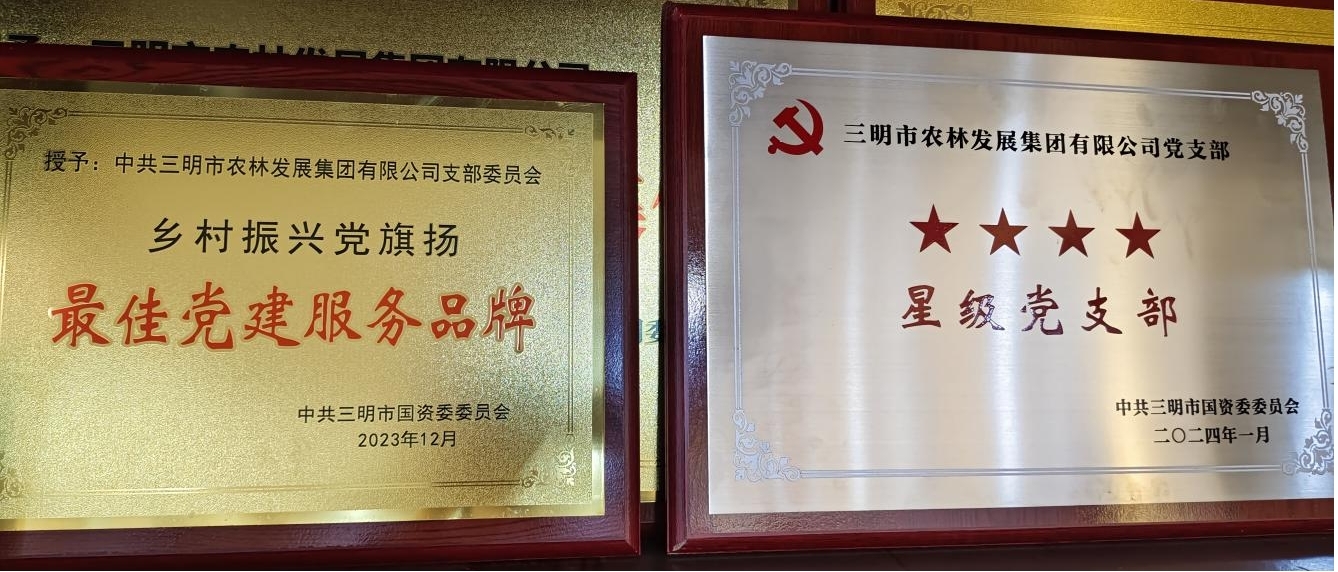 授予：中共三明市农林发展集团有限公司支部委员会
乡村振兴党旗扬
最佳党建服务品牌
中共三明市国资委委员会
2023年12月
三明市农林发展集团有限公司党支部
★★★★
星级党支部
中共三明市国资委委员会
二〇二四年一月